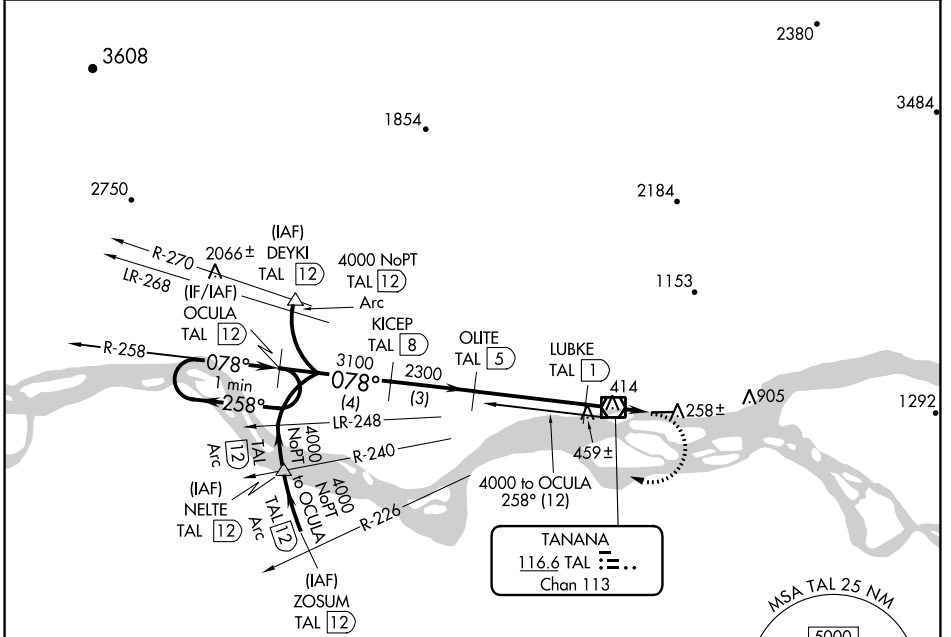 2380
3608
3484
1854
2750
2184
(IAF)
DEYKI
TAL 12
R-270
2066±
LR-268
4000 NoPT
TAL 12
Arc
1153
(IF/IAF)
OCULA
TAL 12
KICEP
TAL 8
OLITE
TAL 5
LUBKE
TAL 1
R-258
078°
1 min
258°
3100
078°
(4)
2300
(3)
414
905
258±
1292
459±
LR-248
4000
NoPT
TAL
12
Arc
R-240
4000
NoPT
to OCULA
TAL 12
Arc
R-226
(IAF)
NELTE
TAL 12
4000 to OCULA
258° (12)
(IAF)
ZOSUM
TAL 12
TANANA
116.6 TAL
Chan 113
MSA TAL 25 NM
5000